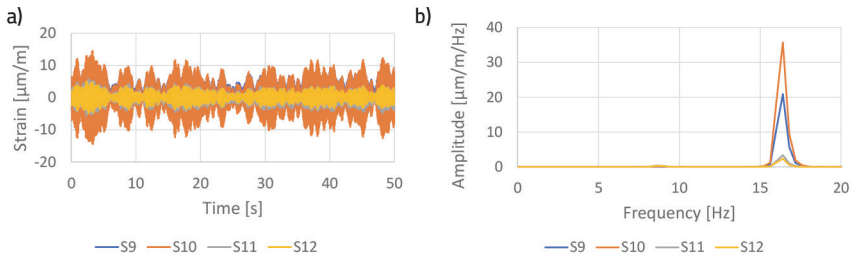 a)
Strain [µm/m]
20
10
0
-10
-20
0 10 20 30 40 50
Time [s]
S9 S10 S11 S12
b)
Amplitude [µm/m/Hz]
40
30
20
10
0
0 5 10 15 20
Frequency [Hz]
S9 S10 S11 S12